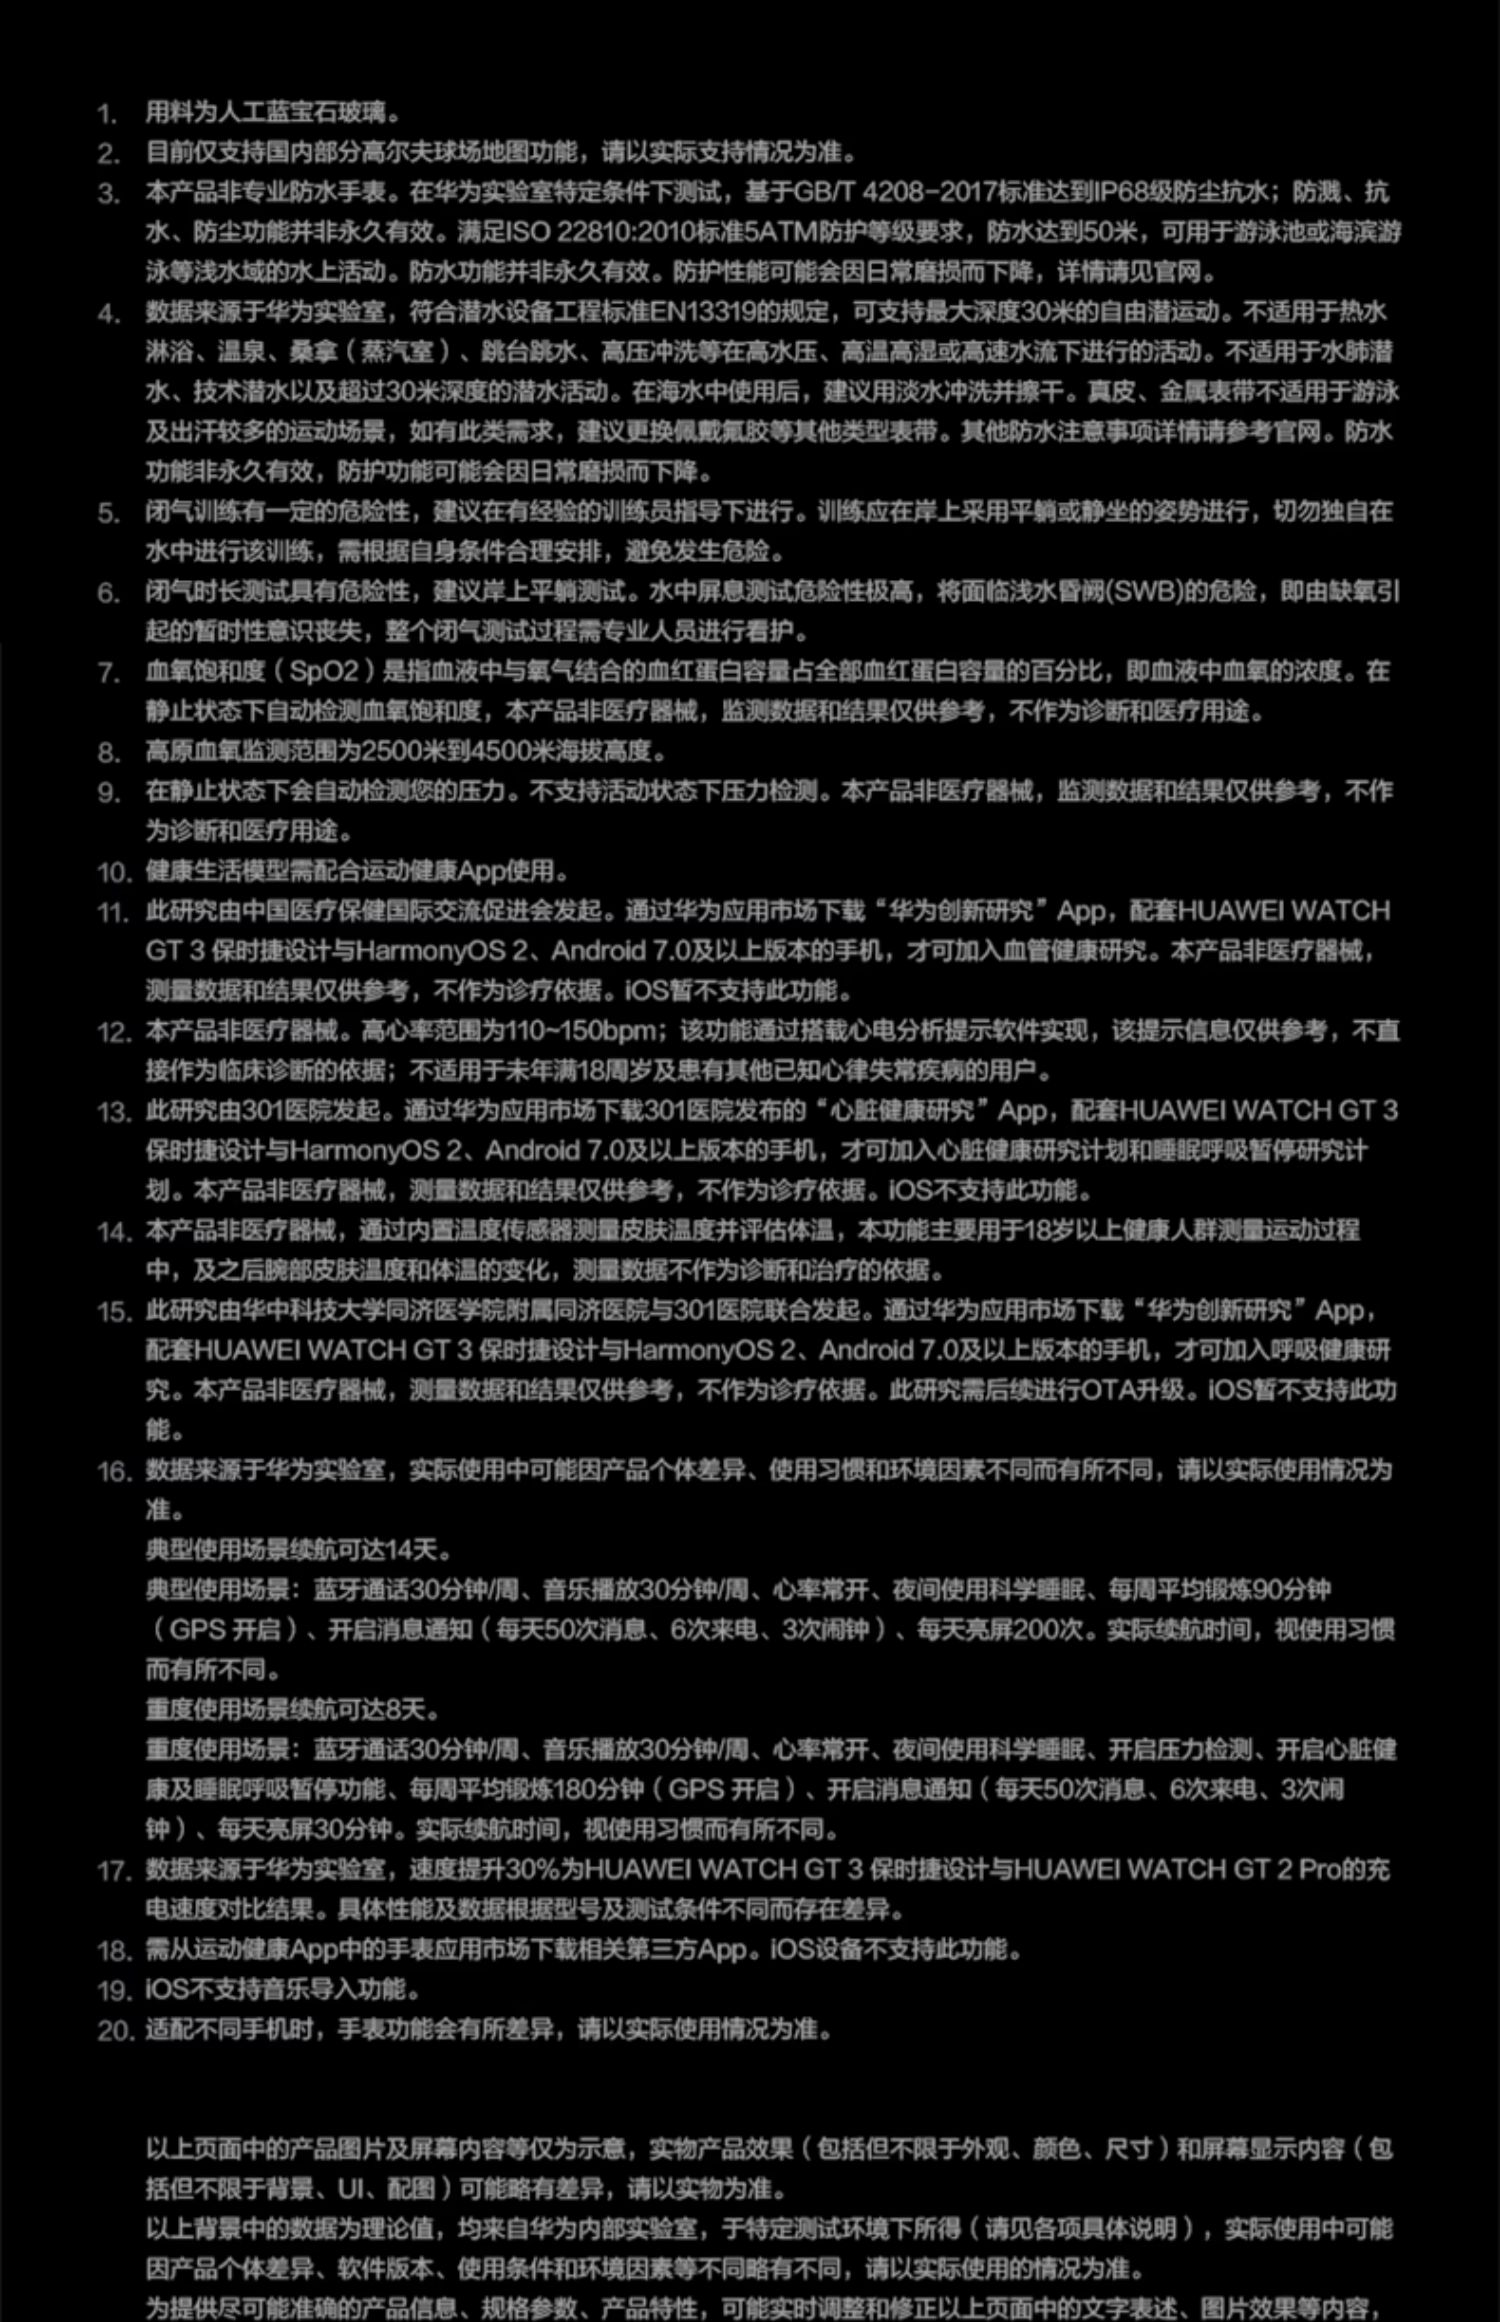 1. 用料为人工蓝宝石玻璃。
2. 目前仅支持国内部分高尔夫球场地图功能，请以实际支持情况为准。
3. 本产品非专业防水手表。在华为实验室特定条件下测试，基于GB/T 4208-2017标准达到IP68级防尘抗水；防溅、抗
水、防尘功能并非永久有效。满足ISO 22810:2010标准5ATM防护等级要求，防水达到50米，可用于游泳池或海滨游
泳等浅水域的水上活动。防水功能并非永久有效。防护性能可能会因日常磨损而下降，详情请见官网。
4. 数据来源于华为实验室，符合潜水设备工程标准EN13319的规定，可支持最大深度30米的自由潜运动。不适用于热水
淋浴、温泉、桑拿（蒸汽室）、跳台跳水、高压冲洗等在高水压、高温高湿或高速水流下进行的活动。不适用于水肺潜
水、技术潜水以及超过30米深度的潜水活动。在海水中使用后，建议用淡水冲洗并擦干。真皮、金属表带不适用于游泳
及出汗较多的运动场景，如有此类需求，建议更换佩戴氟胶等其他类型表带。其他防水注意事项详情请参考官网。防水
功能非永久有效，防护功能可能会因日常磨损而下降。
5. 闭气训练有一定的危险性，建议在有经验的训练员指导下进行。训练应在岸上采用平躺或静坐的姿势进行，切勿独自在
水中进行该训练，需根据自身条件合理安排，避免发生危险。
6. 闭气时长测试具有危险性，建议岸上平躺测试。水中屏息测试危险性极高，将面临浅水昏阙(SWB)的危险，即由缺氧引
起的暂时性意识丧失，整个闭气测试过程需专业人员进行看护。
7. 血氧饱和度（SpO2）是指血液中与氧气结合的血红蛋白容量占全部血红蛋白容量的百分比，即血液中血氧的浓度。在
静止状态下自动检测血氧饱和度，本产品非医疗器械，监测数据和结果仅供参考，不作为诊断和医疗用途。
8. 高原血氧监测范围为2500米到4500米海拔高度。
9. 在静止状态下会自动检测您的压力。不支持活动状态下压力检测。本产品非医疗器械，监测数据和结果仅供参考，不作
为诊断和医疗用途。
10. 健康生活模型需配合运动健康App使用。
11. 此研究由中国医疗保健国际交流促进会发起。通过华为应用市场下载“华为创新研究”App，配套HUAWEI WATCH
GT 3 保时捷设计与HarmonyOS 2、Android 7.0及以上版本的手机，才可加入血管健康研究。本产品非医疗器械，
测量数据和结果仅供参考，不作为诊疗依据。iOS暂不支持此功能。
12. 本产品非医疗器械。高心率范围为110~150bpm；该功能通过搭载心电分析提示软件实现，该提示信息仅供参考，不直
接作为临床诊断的依据；不适用于未年满18周岁及患有其他已知心律失常疾病的用户。
13. 此研究由301医院发起。通过华为应用市场下载301医院发布的“心脏健康研究”App，配套HUAWEI WATCH GT 3
保时捷设计与HarmonyOS 2、Android 7.0及以上版本的手机，才可加入心脏健康研究计划和睡眠呼吸暂停研究计
划。本产品非医疗器械，测量数据和结果仅供参考，不作为诊疗依据。iOS不支持此功能。
14. 本产品非医疗器械，通过内置温度传感器测量皮肤温度并评估体温，本功能主要用于18岁以上健康人群测量运动过程
中，及之后腕部皮肤温度和体温的变化，测量数据不作为诊断和治疗的依据。
15. 此研究由华中科技大学同济医学院附属同济医院与301医院联合发起。通过华为应用市场下载“华为创新研究”App，
配套HUAWEI WATCH GT 3 保时捷设计与HarmonyOS 2、Android 7.0及以上版本的手机，才可加入呼吸健康研
究。本产品非医疗器械，测量数据和结果仅供参考，不作为诊疗依据。此研究需后续进行OTA升级。iOS暂不支持此功
能。
16. 数据来源于华为实验室，实际使用中可能因产品个体差异、使用习惯和环境因素不同而有所不同，请以实际使用情况为
准。
典型使用场景续航可达14天。
典型使用场景：蓝牙通话30分钟/周、音乐播放30分钟/周、心率常开、夜间使用科学睡眠、每周平均锻炼90分钟
（GPS 开启）、开启消息通知（每天50次消息、6次来电、3次闹钟）、每天亮屏200次。实际续航时间，视使用习惯
而有所不同。
重度使用场景续航可达8天。
重度使用场景：蓝牙通话30分钟/周、音乐播放30分钟/周、心率常开、夜间使用科学睡眠、开启压力检测、开启心脏健
康及睡眠呼吸暂停功能、每周平均锻炼180分钟（GPS 开启）、开启消息通知（每天50次消息、6次来电、3次闹
钟）、每天亮屏30分钟。实际续航时间，视使用习惯而有所不同。
17. 数据来源于华为实验室，速度提升30%为HUAWEI WATCH GT 3 保时捷设计与HUAWEI WATCH GT 2 Pro的充
电速度对比结果。具体性能及数据根据型号及测试条件不同而存在差异。
18. 需从运动健康App中的手表应用市场下载相关第三方App。iOS设备不支持此功能。
19. iOS不支持音乐导入功能。
20. 适配不同手机时，手表功能会有所差异，请以实际使用情况为准。
以上页面中的产品图片及屏幕内容等仅为示意，实物产品效果（包括但不限于外观、颜色、尺寸）和屏幕显示内容（包
括但不限于背景、UI、配图）可能略有差异，请以实物为准。
以上背景中的数据为理论值，均来自华为内部实验室，于特定测试环境下所得（请见各项具体说明），实际使用中可能
因产品个体差异、软件版本、使用条件和环境因素等不同略有不同，请以实际使用的情况为准。
为提供尽可能准确的产品信息、规格参数、产品特性，可能实时调整和修正以上页面中的文字表述、图片效果等内容，